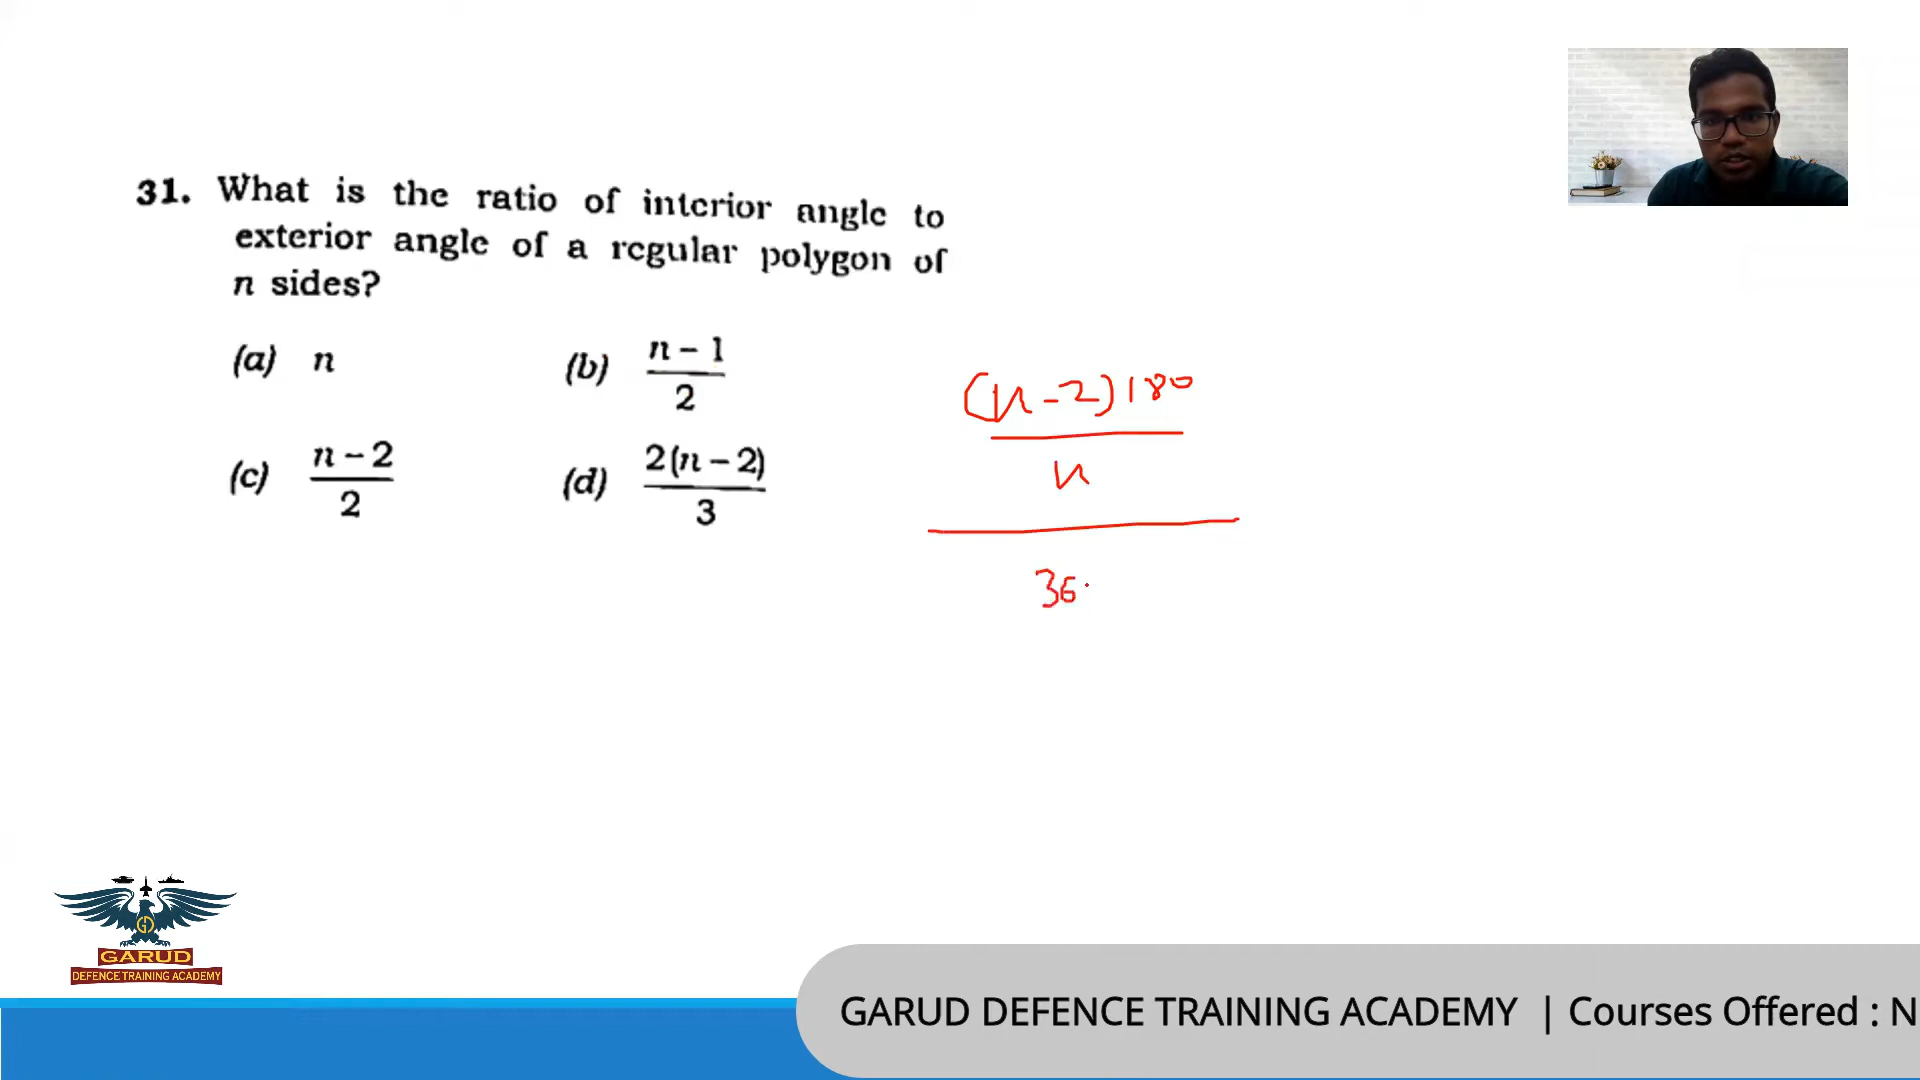 31. What is the ratio of interior angle to
exterior angle of a regular polygon of
n sides?
(a) n
(b) n – 1
2
(c) n – 2
2
(d) 2(n – 2)
3
(n – 2) 180
n
36
GARUD
DEFENCE TRAINING ACADEMY
GARUD DEFENCE TRAINING ACADEMY | Courses Offered : N